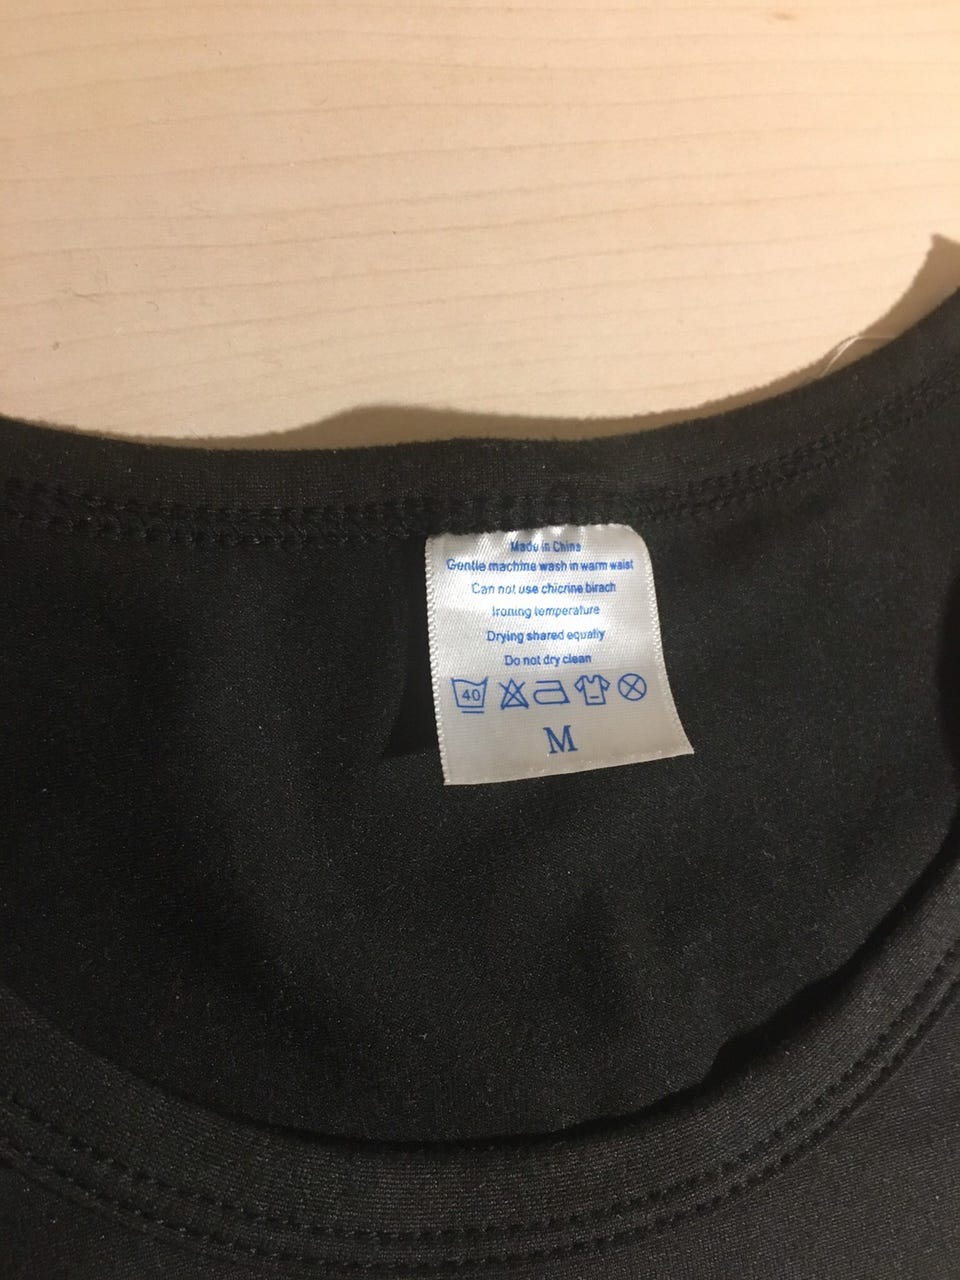 Made in China
Gentle machine wash in warm waist
Can not use chicrine birach
Ironing temperature
Drying shared equatiy
Do not dry clean
40
M